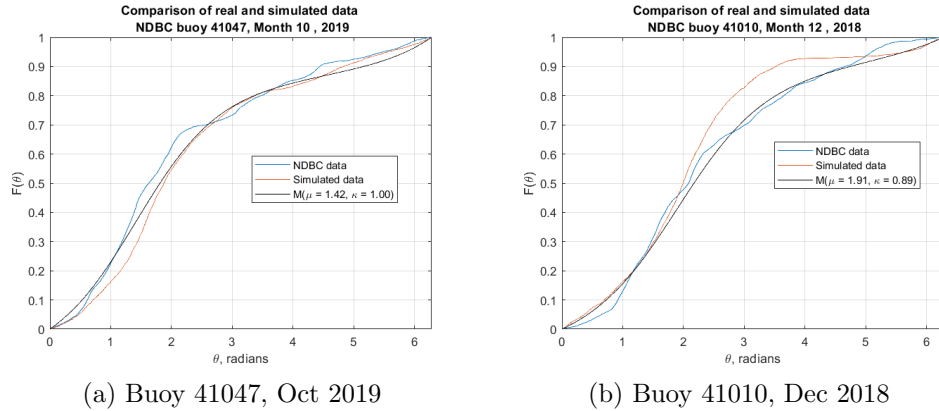 Comparison of real and simulated data
NDBC buoy 41047, Month 10 , 2019
1
0.9
0.8
0.7
0.6
0.5
0.4
0.3
0.2
0.1
0
F(θ)
NDBC data
Simulated data
M(μ = 1.42, κ = 1.00)
0 1 2 3 4 5 6
θ, radians
(a) Buoy 41047, Oct 2019
Comparison of real and simulated data
NDBC buoy 41010, Month 12 , 2018
1
0.9
0.8
0.7
0.6
0.5
0.4
0.3
0.2
0.1
0
F(θ)
NDBC data
Simulated data
M(μ = 1.91, κ = 0.89)
0 1 2 3 4 5 6
θ, radians
(b) Buoy 41010, Dec 2018